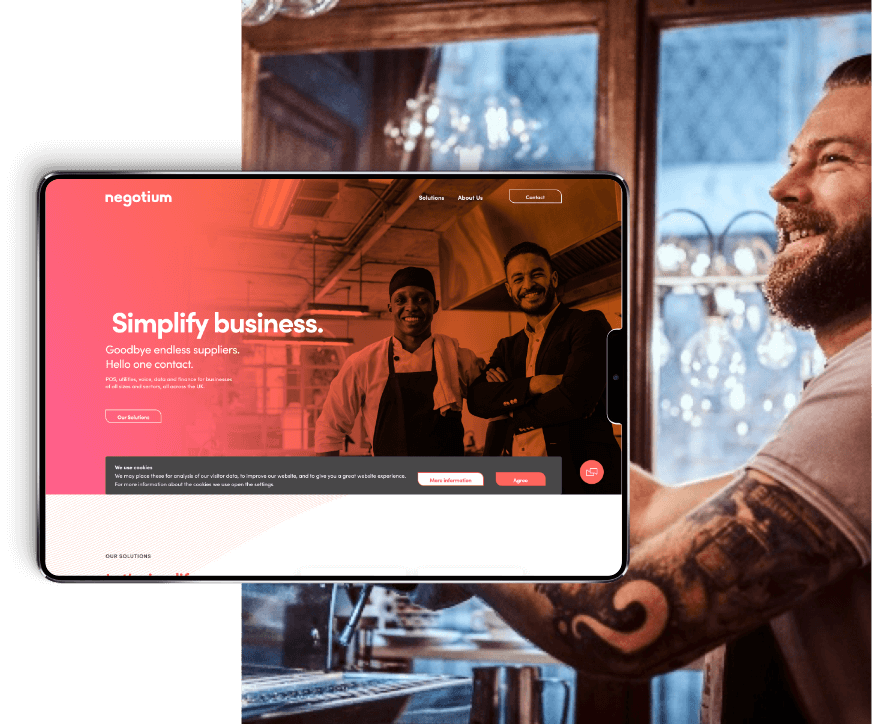 negotium
Solutions
About Us
Contact
Simplify business.
Goodbye endless suppliers.
Hello one contact.
POS, utilities, voice, data and finance for businesses
of all sizes and sectors, all across the UK.
Our Solutions
We use cookies
We may place these for analysis of our visitor data, to improve our website, and to give you a great website experience.
For more information about the cookies we use open the settings.
More information
Agree
OUR SOLUTIONS